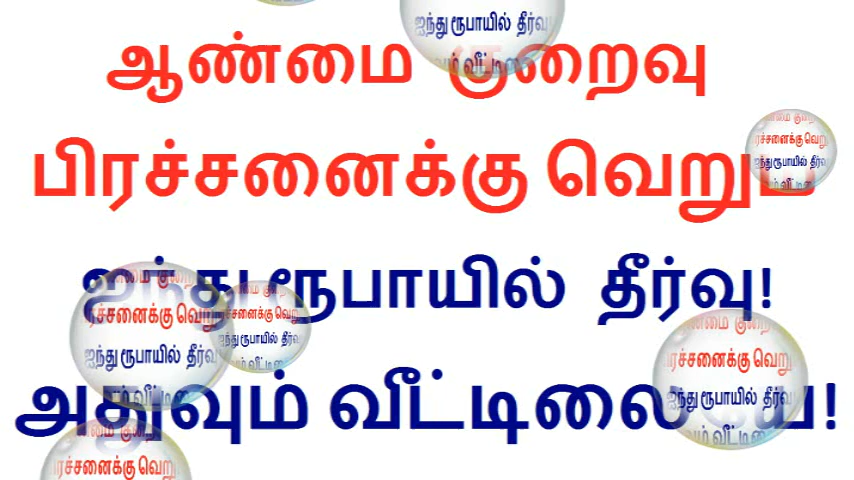 ஆண்மை குறைவு
பிரச்சனைக்கு வெறும்
ஐந்து ரூபாயில் தீர்வு!
அதுவும் வீட்டிலையே!